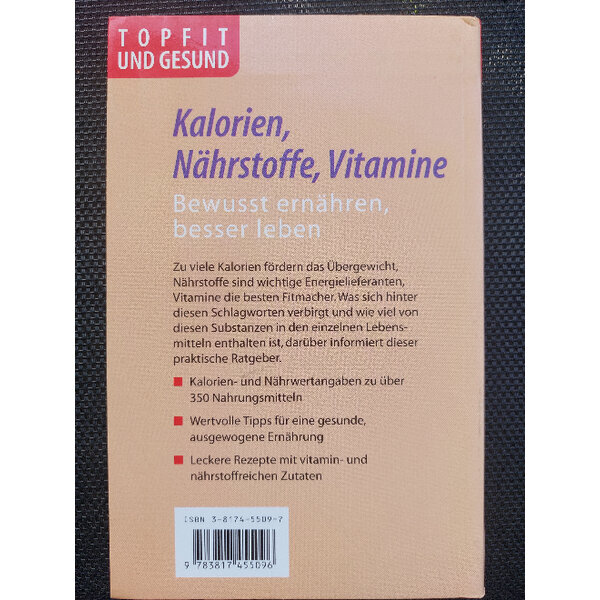 TOPFIT
UND GESUND
Kalorien,
Nährstoffe, Vitamine
Bewusst ernähren,
besser leben
Zu viele Kalorien fördern das Übergewicht,
Nährstoffe sind wichtige Energielieferanten,
Vitamine die besten Fitmacher. Was sich hinter
diesen Schlagworten verbirgt und wie viel von
diesen Substanzen in den einzelnen Lebens-
mitteln enthalten ist, darüber informiert dieser
praktische Ratgeber.
Kalorien- und Nährwertangaben zu über
350 Nahrungsmitteln
Wertvolle Tipps für eine gesunde,
ausgewogene Ernährung
Leckere Rezepte mit vitamin- und
nährstoffreichen Zutaten
ISBN 3-8174-5509-7
9 783817 455096